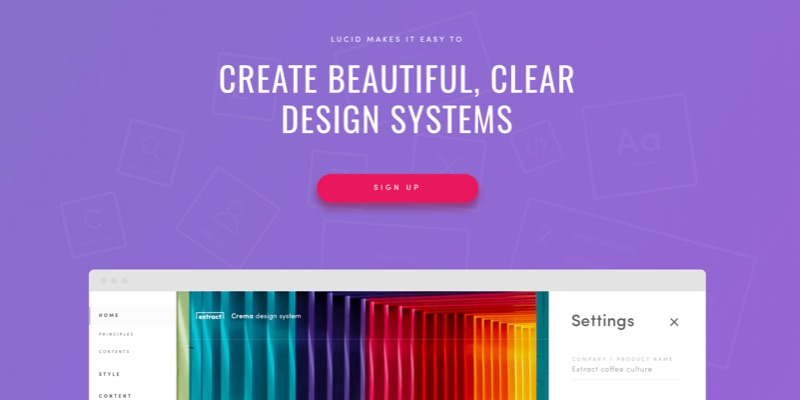 LUCID MAKES IT EASY TO
CREATE BEAUTIFUL, CLEAR
DESIGN SYSTEMS
SIGN UP
Aa
2
extract Crema design system
HOME
PRINCIPLES
CONTENTS
STYLE
CONTENT
Settings
COMPANY / PRODUCT NAME
Extract coffee culture